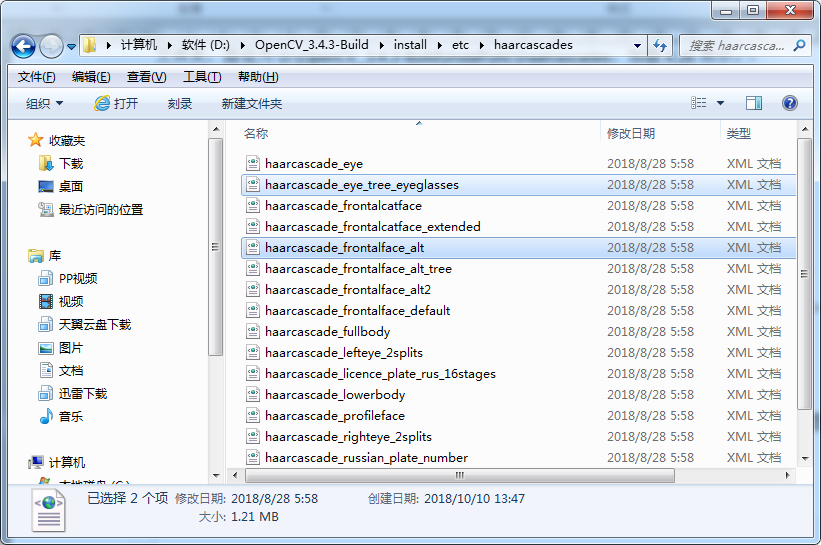 计算机 ▸ 软件 (D:) ▸ OpenCV_3.4.3-Build ▸ install ▸ etc ▸ haarcascades
搜索 haarcasca...
文件(F) 编辑(E) 查看(V) 工具(T) 帮助(H)
组织 打开 刻录 新建文件夹
收藏夹
下载
桌面
最近访问的位置
库
PP视频
视频
天翼云盘下载
图片
文档
迅雷下载
音乐
计算机
名称 修改日期 类型
haarcascade_eye 2018/8/28 5:58 XML 文档
haarcascade_eye_tree_eyeglasses 2018/8/28 5:58 XML 文档
haarcascade_frontalcatface 2018/8/28 5:58 XML 文档
haarcascade_frontalcatface_extended 2018/8/28 5:58 XML 文档
haarcascade_frontalface_alt 2018/8/28 5:58 XML 文档
haarcascade_frontalface_alt_tree 2018/8/28 5:58 XML 文档
haarcascade_frontalface_alt2 2018/8/28 5:58 XML 文档
haarcascade_frontalface_default 2018/8/28 5:58 XML 文档
haarcascade_fullbody 2018/8/28 5:58 XML 文档
haarcascade_lefteye_2splits 2018/8/28 5:58 XML 文档
haarcascade_licence_plate_rus_16stages 2018/8/28 5:58 XML 文档
haarcascade_lowerbody 2018/8/28 5:58 XML 文档
haarcascade_profileface 2018/8/28 5:58 XML 文档
haarcascade_righteye_2splits 2018/8/28 5:58 XML 文档
haarcascade_russian_plate_number 2018/8/28 5:58 XML 文档
已选择 2 个项 修改日期: 2018/8/28 5:58 创建日期: 2018/10/10 13:47
大小: 1.21 MB